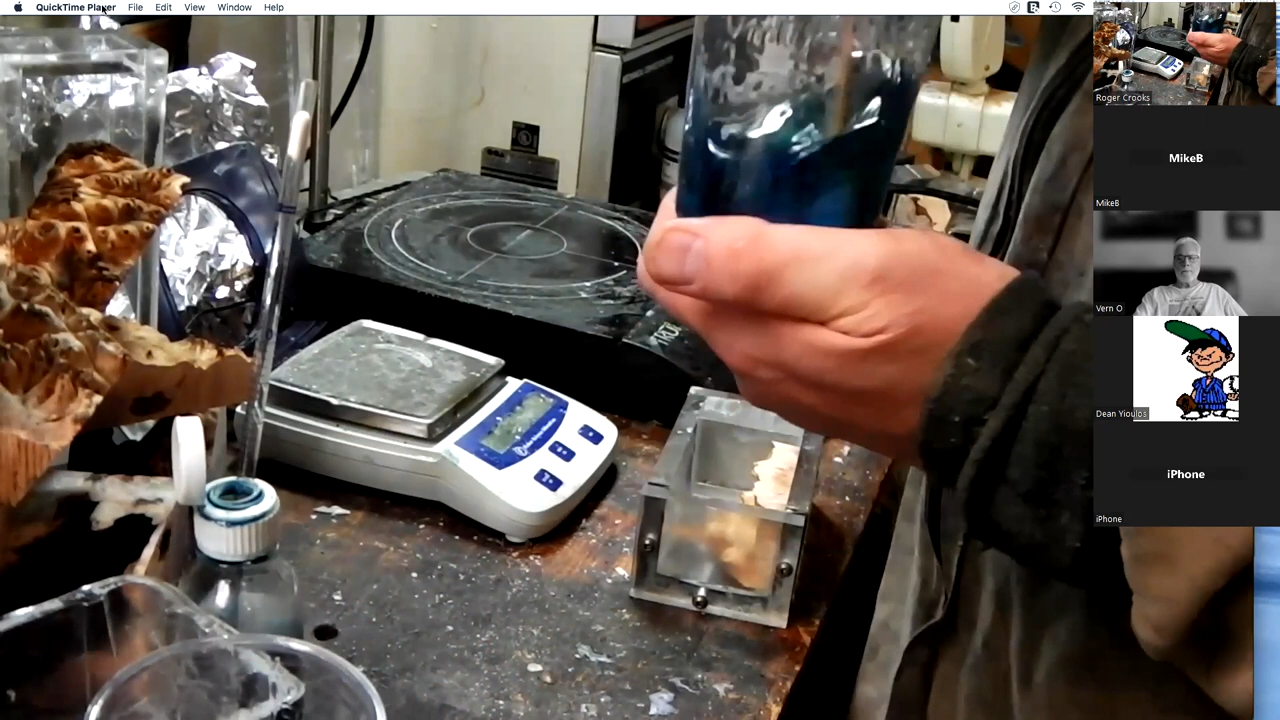 QuickTime Player File Edit View Window Help
Roger Crooks
MikeB
MikeB
Vern O
Dean Yioulos
iPhone
iPhone